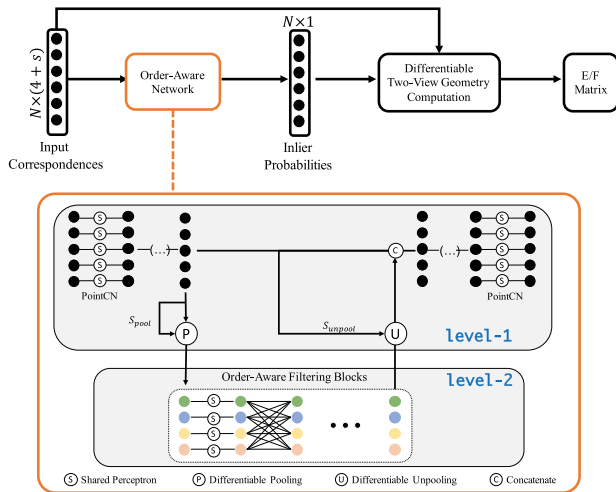 N×1
N×(4 + s)
Order-Aware
Network
Differentiable
Two-View Geometry
Computation
E/F
Matrix
Input
Correspondences
Inlier
Probabilities
S S S S S
(...)
(...)
S S S S S
C
PointCN
PointCN
S_pool
P
S_unpool
U
level-1
Order-Aware Filtering Blocks
level-2
S S S S
S Shared Perceptron
P Differentiable Pooling
U Differentiable Unpooling
C Concatenate